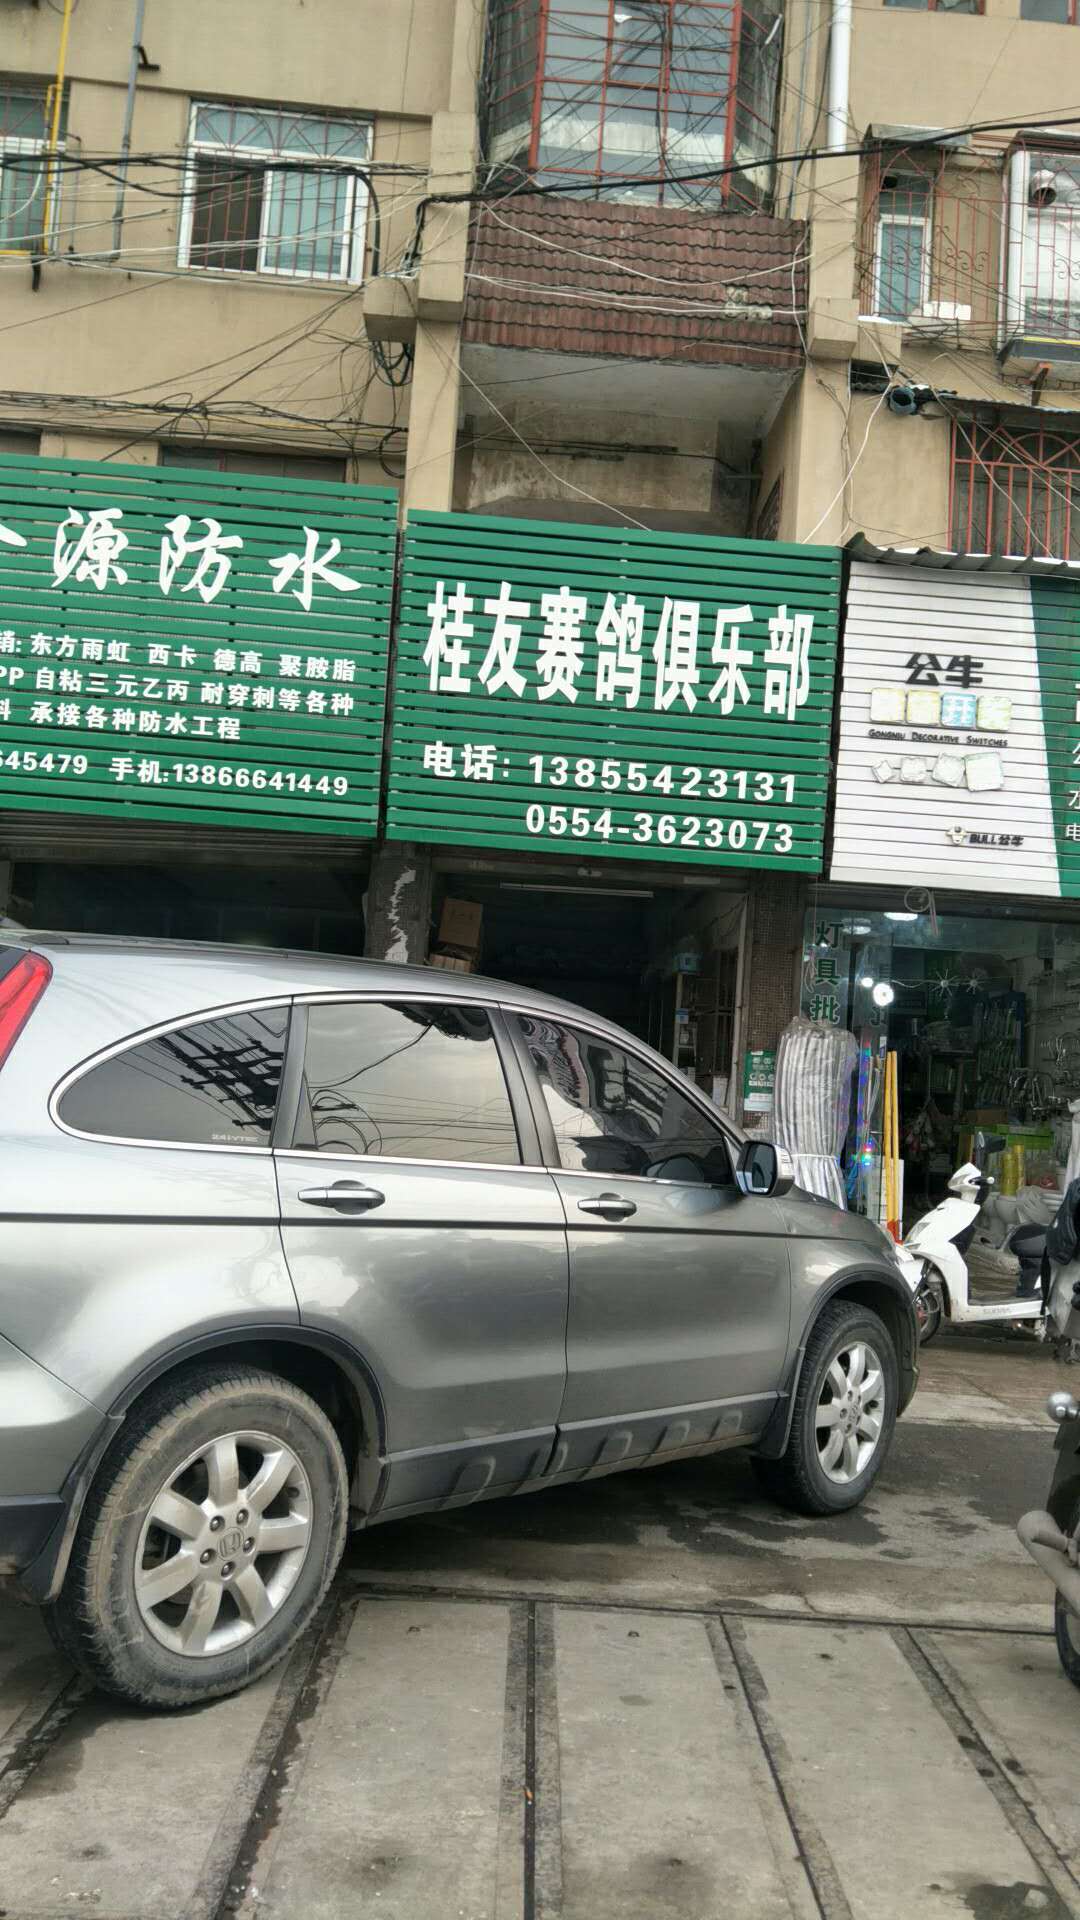 源防水
销: 东方雨虹 西卡 德高 聚胺脂
PP 自粘三元乙丙 耐穿刺等各种
料 承接各种防水工程
645479 手机:13866641449
桂友赛鸽俱乐部
电话: 13855423131
0554-3623073
公牛
GONGNIU DECORATIVE SWITCHES
BULL公牛
灯具批